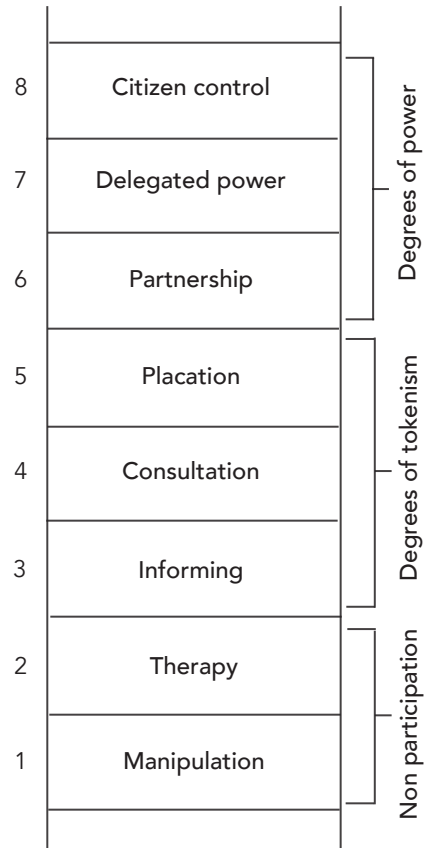 8 Citizen control
7 Delegated power
6 Partnership
Degrees of power
5 Placation
4 Consultation
3 Informing
Degrees of tokenism
2 Therapy
1 Manipulation
Non participation